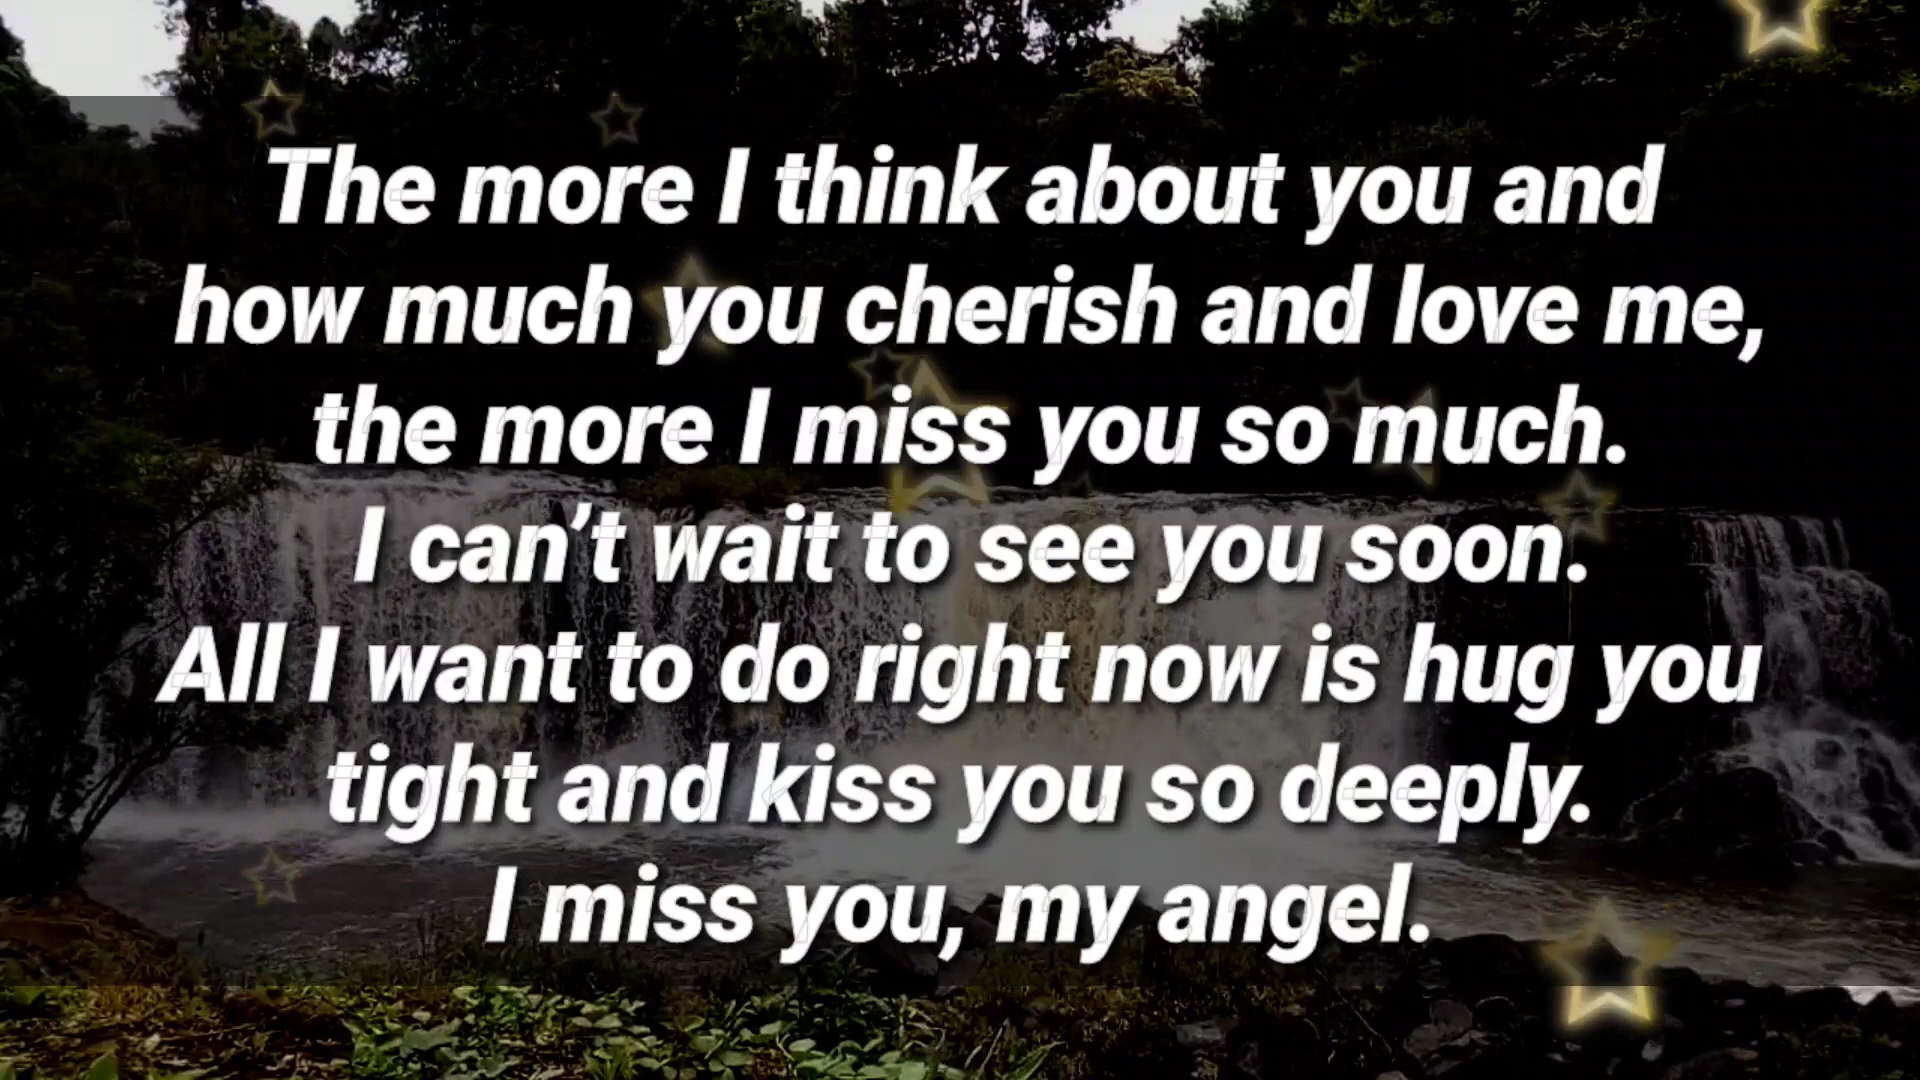 The more I think about you and
how much you cherish and love me,
the more I miss you so much.
I can't wait to see you soon.
All I want to do right now is hug you
tight and kiss you so deeply.
I miss you, my angel.